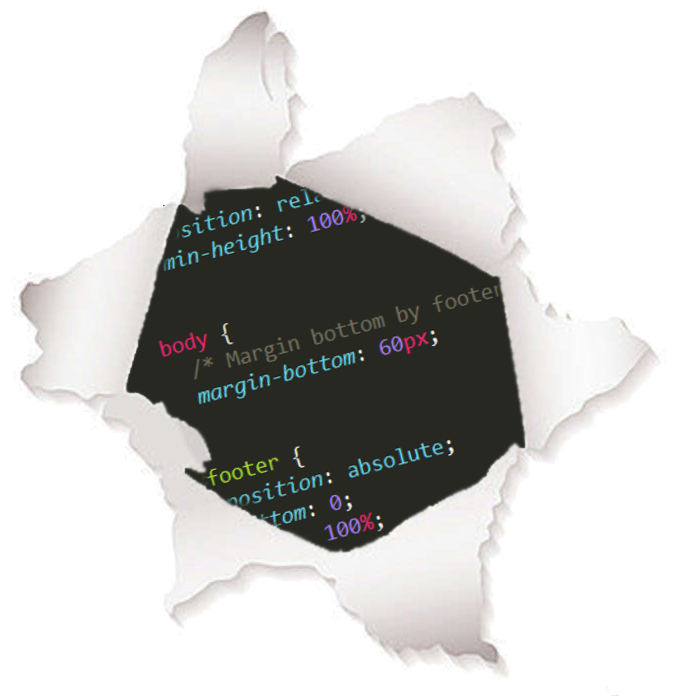 sition: rela
min-height: 100%;
body {
/* Margin bottom by footer
margin-bottom: 60px;
footer {
position: absolute;
ttom: 0;
100%;